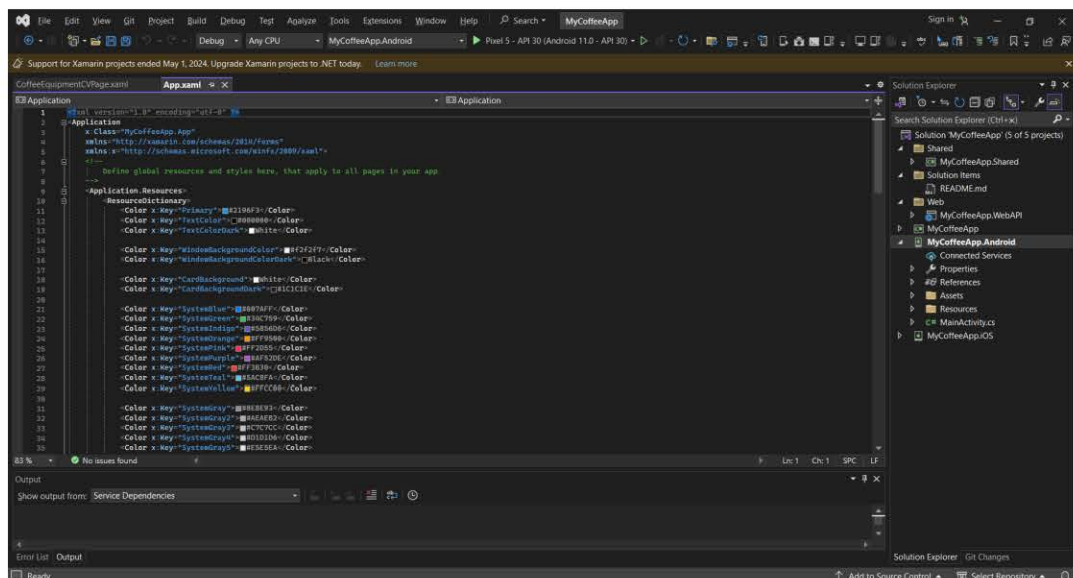 File Edit View Git Project Build Debug Test Analyze Tools Extensions Window Help Search MyCoffeeApp Sign in
Debug Any CPU MyCoffeeApp.Android Pixel 5 - API 30 (Android 11.0 - API 30)
Support for Xamarin projects ended May 1, 2024. Upgrade Xamarin projects to .NET today. Learn more
CoffeeEquipmentCVPage.xaml App.xaml
Application Application
1 <?xml version="1.0" encoding="utf-8" ?>
2 <Application
3 x:Class="MyCoffeeApp.App"
4 xmlns="http://xamarin.com/schemas/2014/forms"
5 xmlns:x="http://schemas.microsoft.com/winfx/2009/xaml">
6 <!--
7 Define global resources and styles here, that apply to all pages in your app.
8 -->
9 <Application.Resources>
10 <ResourceDictionary>
11 <Color x:Key="Primary">#2196F3</Color>
12 <Color x:Key="TextColor">#000000</Color>
13 <Color x:Key="TextColorDark">White</Color>
14
15 <Color x:Key="WindowBackgroundColor">#f2f2f7</Color>
16 <Color x:Key="WindowBackgroundColorDark">Black</Color>
17
18 <Color x:Key="CardBackground">White</Color>
19 <Color x:Key="CardBackgroundDark">#1C1C1E</Color>
20
21 <Color x:Key="SystemBlue">#007AFF</Color>
22 <Color x:Key="SystemGreen">#34C759</Color>
23 <Color x:Key="SystemIndigo">#5856D6</Color>
24 <Color x:Key="SystemOrange">#FF9500</Color>
25 <Color x:Key="SystemPink">#FF2D55</Color>
26 <Color x:Key="SystemPurple">#AF52DE</Color>
27 <Color x:Key="SystemRed">#FF3B30</Color>
28 <Color x:Key="SystemTeal">#5AC8FA</Color>
29 <Color x:Key="SystemYellow">#FFCC00</Color>
30
31 <Color x:Key="SystemGray">#8E8E93</Color>
32 <Color x:Key="SystemGray2">#AEAEB2</Color>
33 <Color x:Key="SystemGray3">#C7C7CC</Color>
34 <Color x:Key="SystemGray4">#D1D1D6</Color>
35 <Color x:Key="SystemGray5">#E5E5EA</Color>
83 % No issues found Ln: 1 Ch: 1 SPC LF
Output
Show output from: Service Dependencies
Error List Output
Ready Add to Source Control Select Repository
Solution Explorer
Search Solution Explorer (Ctrl+ж)
Solution 'MyCoffeeApp' (5 of 5 projects)
Shared
MyCoffeeApp.Shared
Solution Items
README.md
Web
MyCoffeeApp.WebAPI
MyCoffeeApp
MyCoffeeApp.Android
Connected Services
Properties
References
Assets
Resources
C# MainActivity.cs
MyCoffeeApp.iOS
Solution Explorer Git Changes